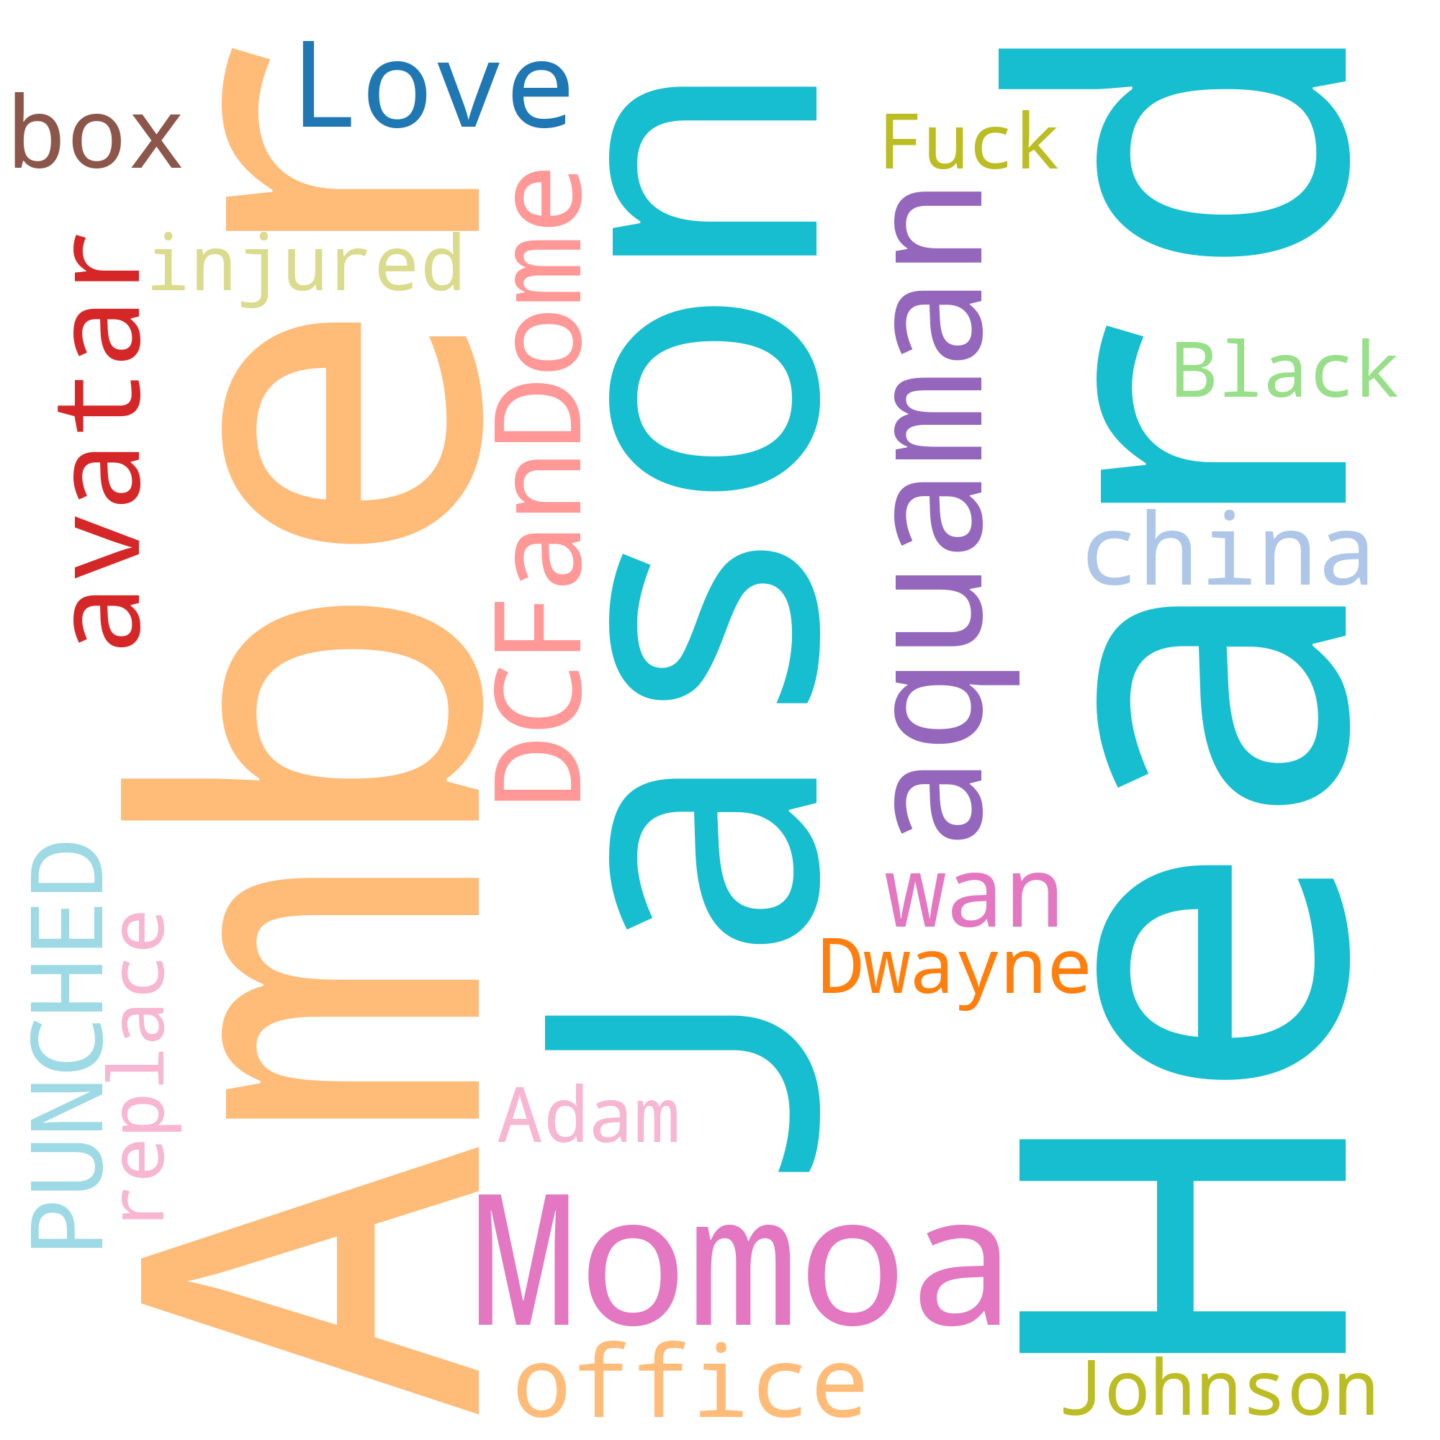 Love
box
Fuck
Amber
Jason
Heard
DCFanDome
aquaman
injured
avatar
Black
china
PUNCHED
replace
wan
Dwayne
Adam
Momoa
office
Johnson